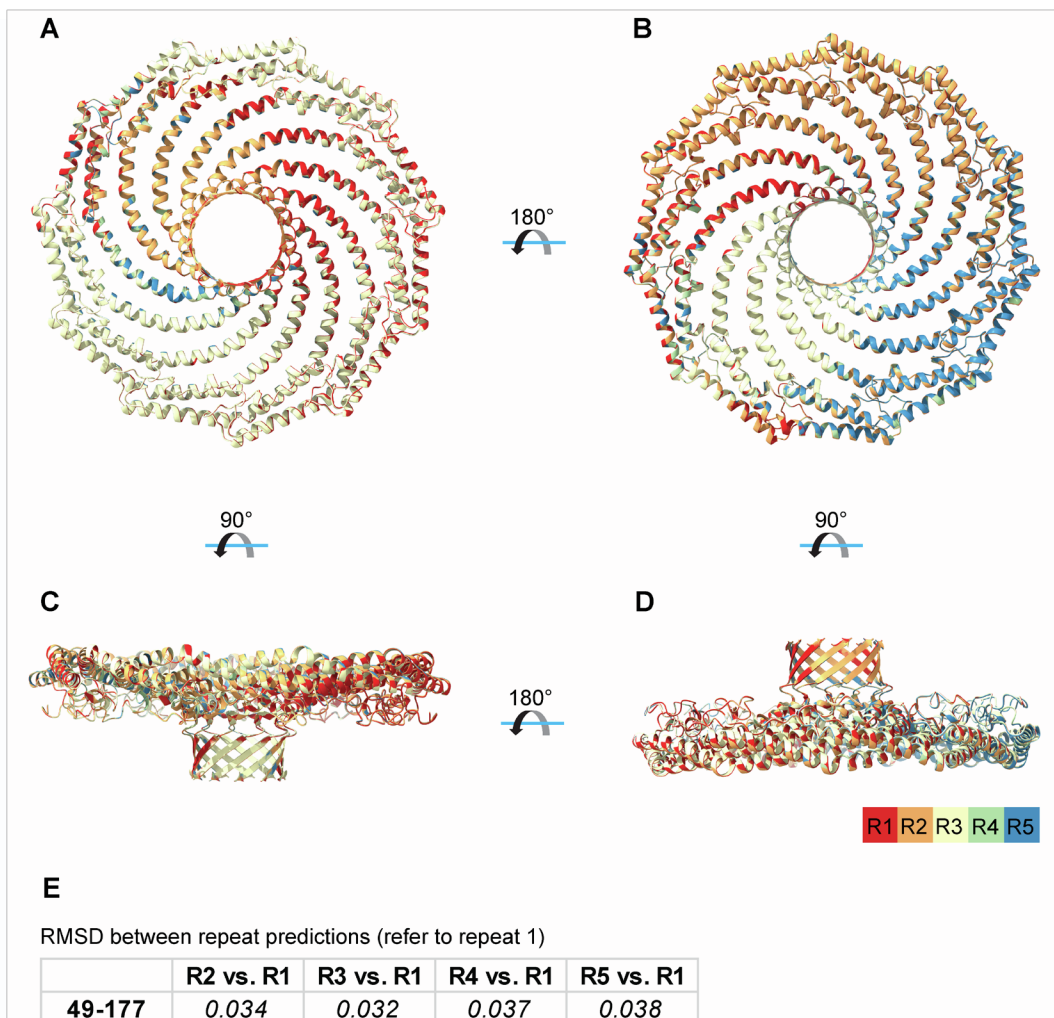 A
B
180°
90°
90°
C
D
180°
R1 R2 R3 R4 R5
E
RMSD between repeat predictions (refer to repeat 1)
R2 vs. R1 R3 vs. R1 R4 vs. R1 R5 vs. R1
49-177 0.034 0.032 0.037 0.038